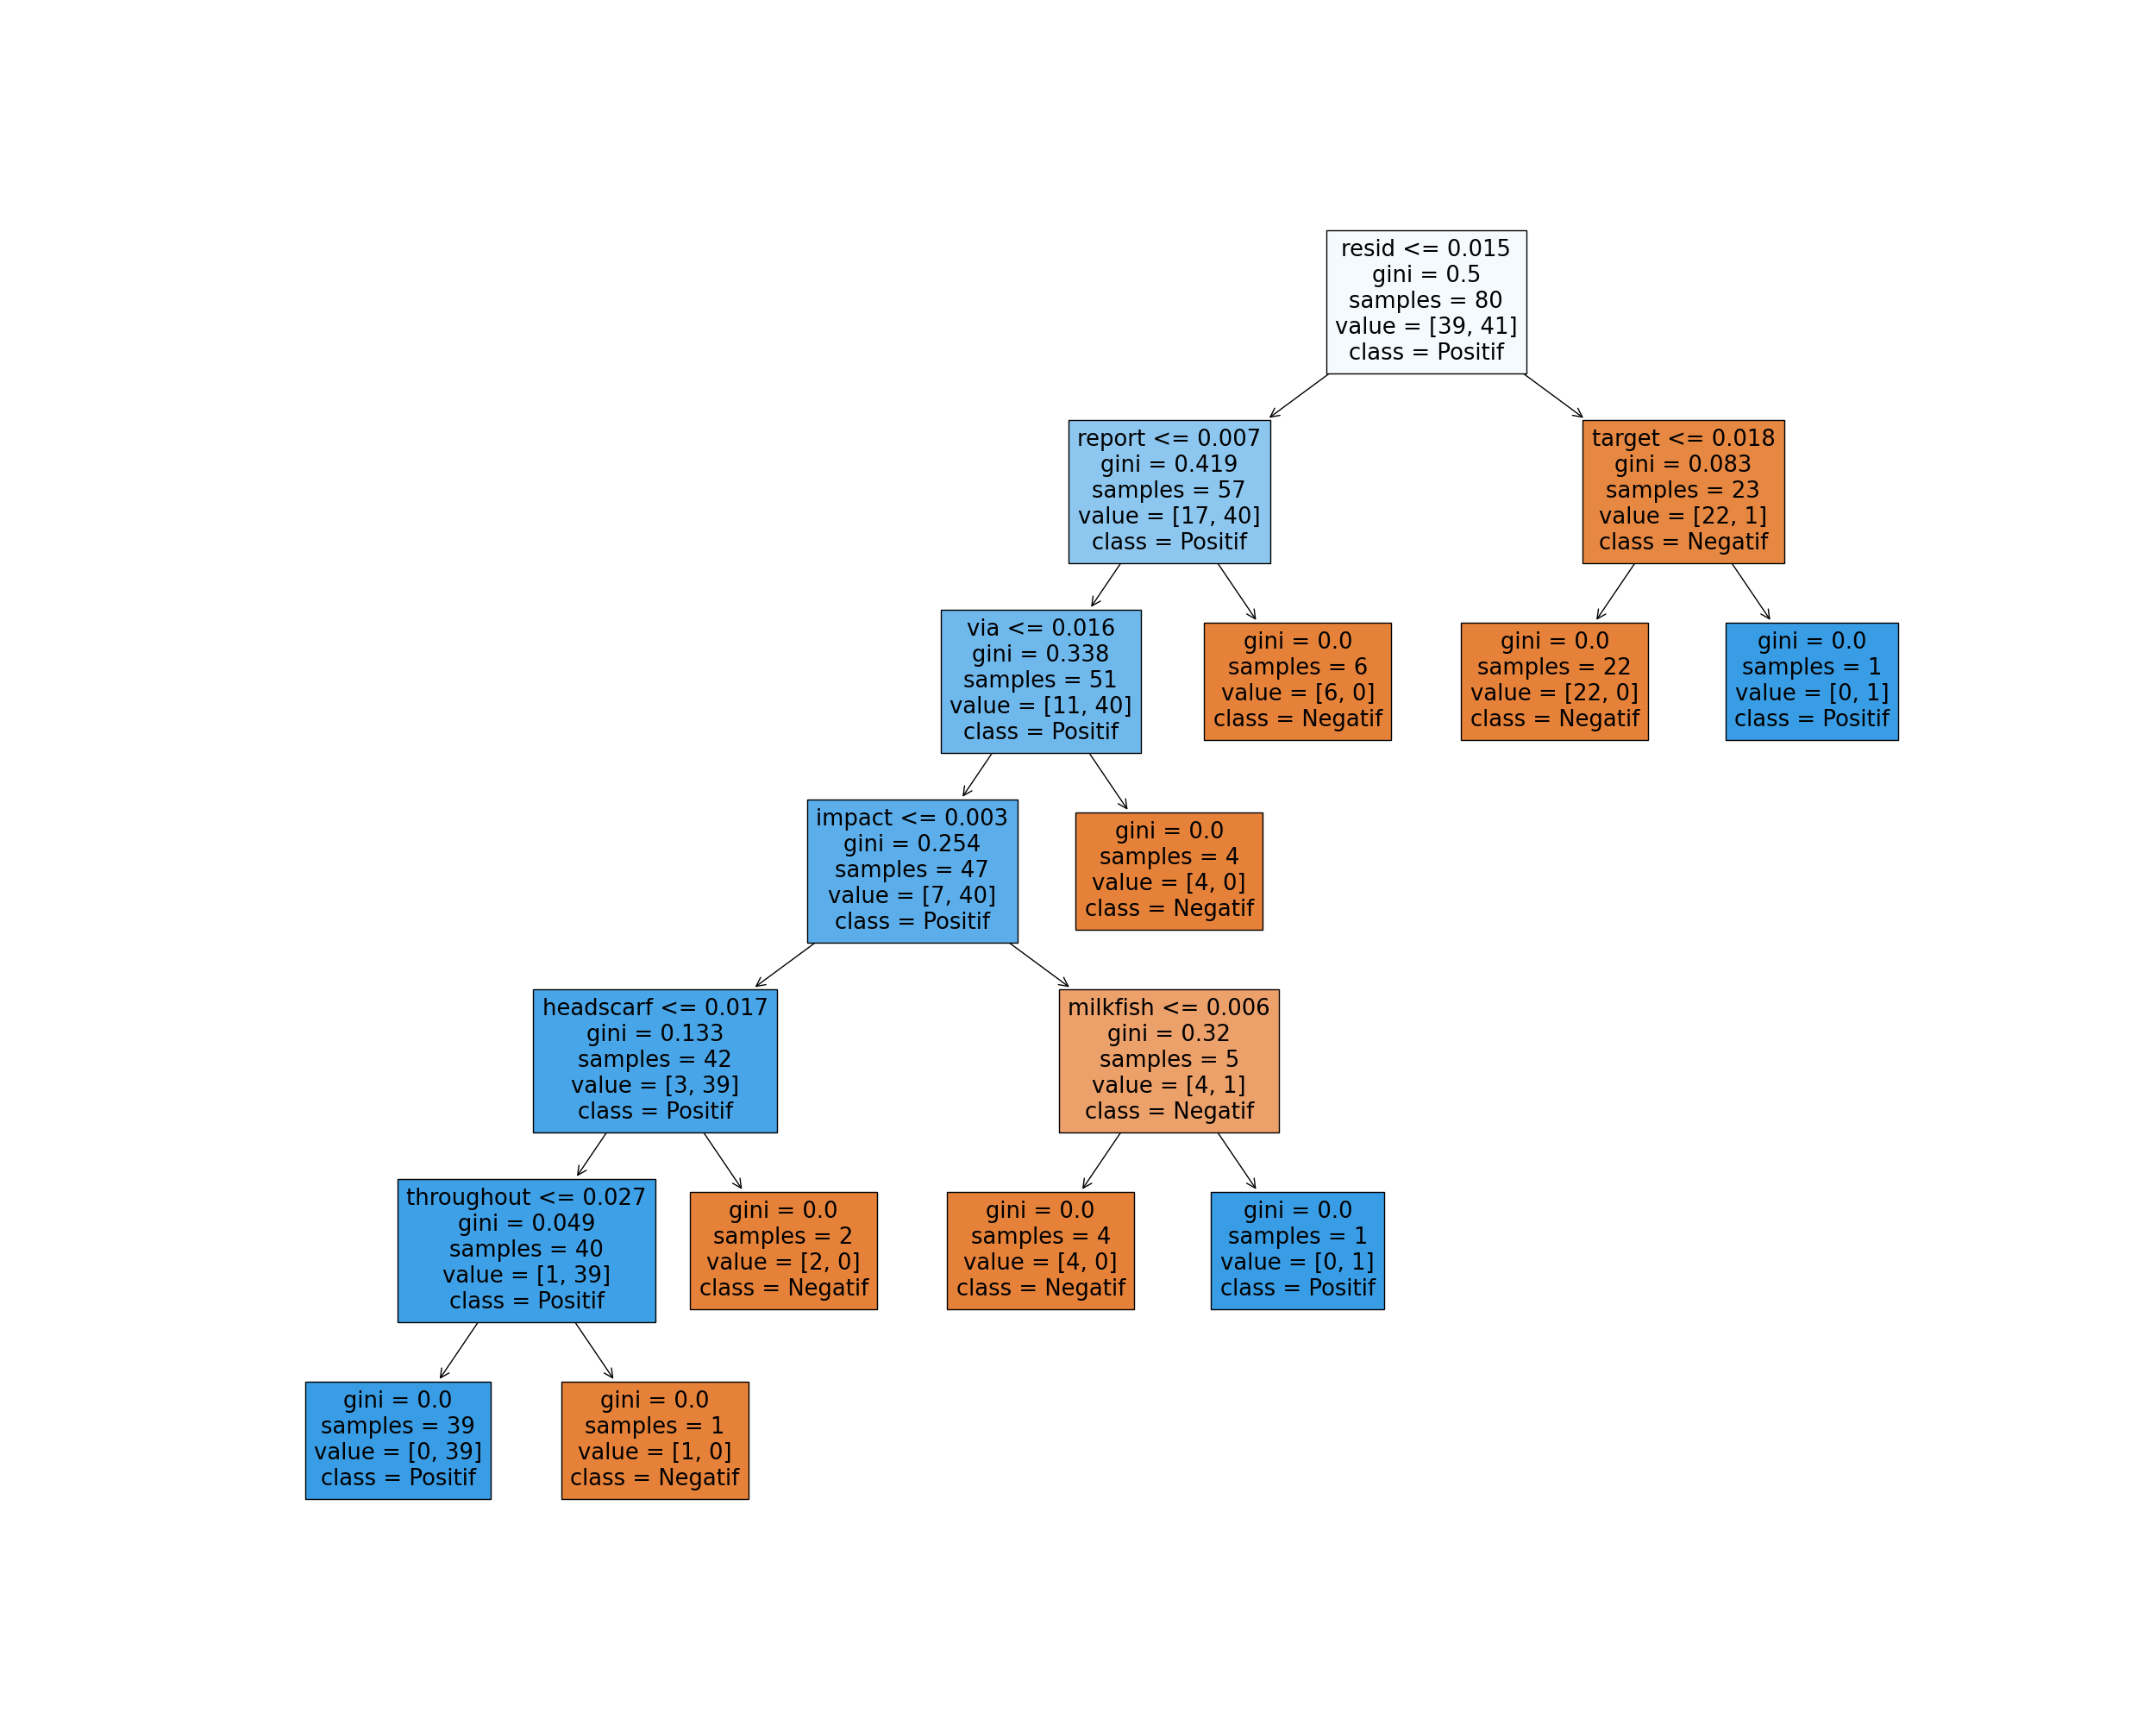 resid <= 0.015
gini = 0.5
samples = 80
value = [39, 41]
class = Positif
report <= 0.007
gini = 0.419
samples = 57
value = [17, 40]
class = Positif
target <= 0.018
gini = 0.083
samples = 23
value = [22, 1]
class = Negatif
via <= 0.016
gini = 0.338
samples = 51
value = [11, 40]
class = Positif
gini = 0.0
samples = 6
value = [6, 0]
class = Negatif
gini = 0.0
samples = 22
value = [22, 0]
class = Negatif
gini = 0.0
samples = 1
value = [0, 1]
class = Positif
impact <= 0.003
gini = 0.254
samples = 47
value = [7, 40]
class = Positif
gini = 0.0
samples = 4
value = [4, 0]
class = Negatif
headscarf <= 0.017
gini = 0.133
samples = 42
value = [3, 39]
class = Positif
milkfish <= 0.006
gini = 0.32
samples = 5
value = [4, 1]
class = Negatif
throughout <= 0.027
gini = 0.049
samples = 40
value = [1, 39]
class = Positif
gini = 0.0
samples = 2
value = [2, 0]
class = Negatif
gini = 0.0
samples = 4
value = [4, 0]
class = Negatif
gini = 0.0
samples = 1
value = [0, 1]
class = Positif
gini = 0.0
samples = 39
value = [0, 39]
class = Positif
gini = 0.0
samples = 1
value = [1, 0]
class = Negatif